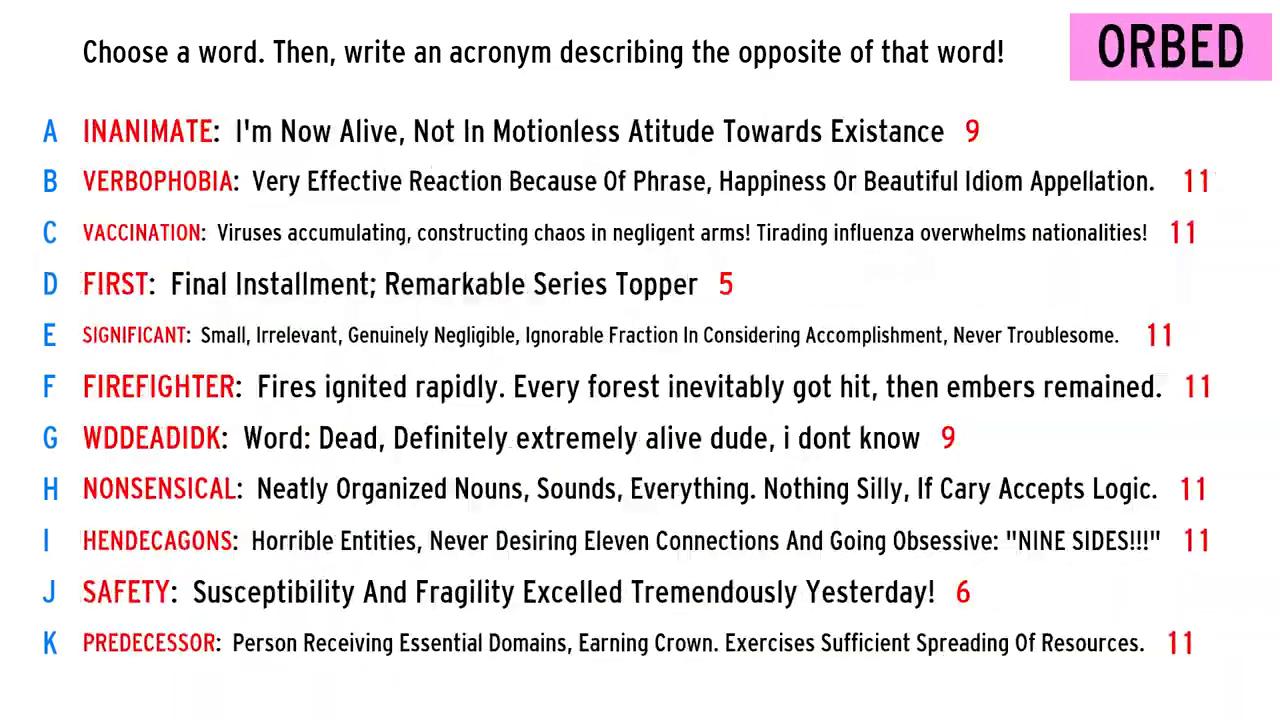 Choose a word. Then, write an acronym describing the opposite of that word!
ORBED
A INANIMATE: I'm Now Alive, Not In Motionless Atitude Towards Existance 9
B VERBOPHOBIA: Very Effective Reaction Because Of Phrase, Happiness Or Beautiful Idiom Appellation. 11
C VACCINATION: Viruses accumulating, constructing chaos in negligent arms! Tirading influenza overwhelms nationalities! 11
D FIRST: Final Installment; Remarkable Series Topper 5
E SIGNIFICANT: Small, Irrelevant, Genuinely Negligible, Ignorable Fraction In Considering Accomplishment, Never Troublesome. 11
F FIREFIGHTER: Fires ignited rapidly. Every forest inevitably got hit, then embers remained. 11
G WDDEADIDK: Word: Dead, Definitely extremely alive dude, i dont know 9
H NONSENSICAL: Neatly Organized Nouns, Sounds, Everything. Nothing Silly, If Cary Accepts Logic. 11
I HENDECAGONS: Horrible Entities, Never Desiring Eleven Connections And Going Obsessive: "NINE SIDES!!!" 11
J SAFETY: Susceptibility And Fragility Excelled Tremendously Yesterday! 6
K PREDECESSOR: Person Receiving Essential Domains, Earning Crown. Exercises Sufficient Spreading Of Resources. 11